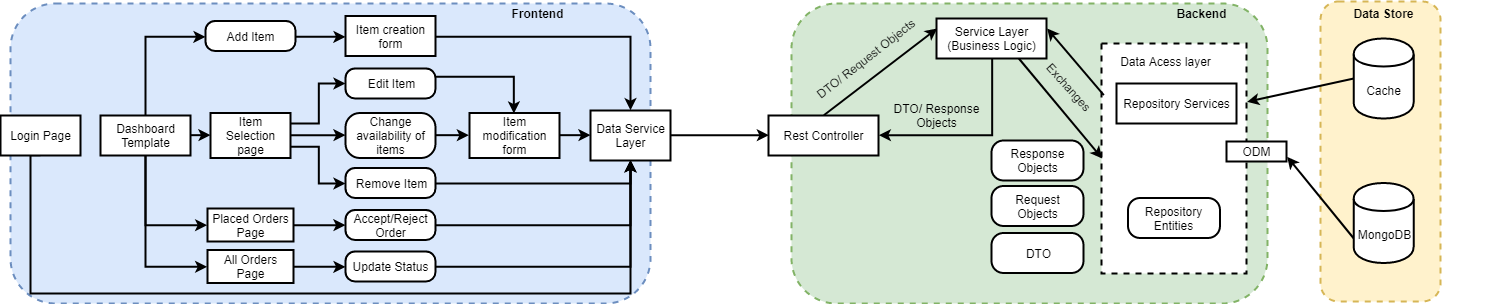 Frontend
Add Item
Item creation
form
Edit Item
Login Page
Dashboard
Template
Item
Selection
page
Change
availability of
items
Item
modification
form
Data Service
Layer
Remove Item
Placed Orders
Page
Accept/Reject
Order
All Orders
Page
Update Status
Backend
Service Layer
(Business Logic)
DTO/ Request Objects
Exchanges
DTO/ Response
Objects
Rest Controller
Response
Objects
Request
Objects
DTO
Data Acess layer
Repository Services
ODM
Repository
Entities
Data Store
Cache
MongoDB